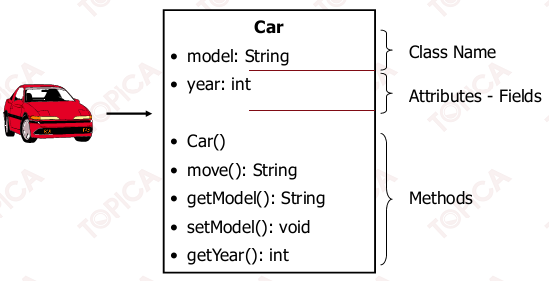 Car
• model: String
• year: int
• Car()
• move(): String
• getModel(): String
• setModel(): void
• getYear(): int
Class Name
Attributes - Fields
Methods
TOPICA